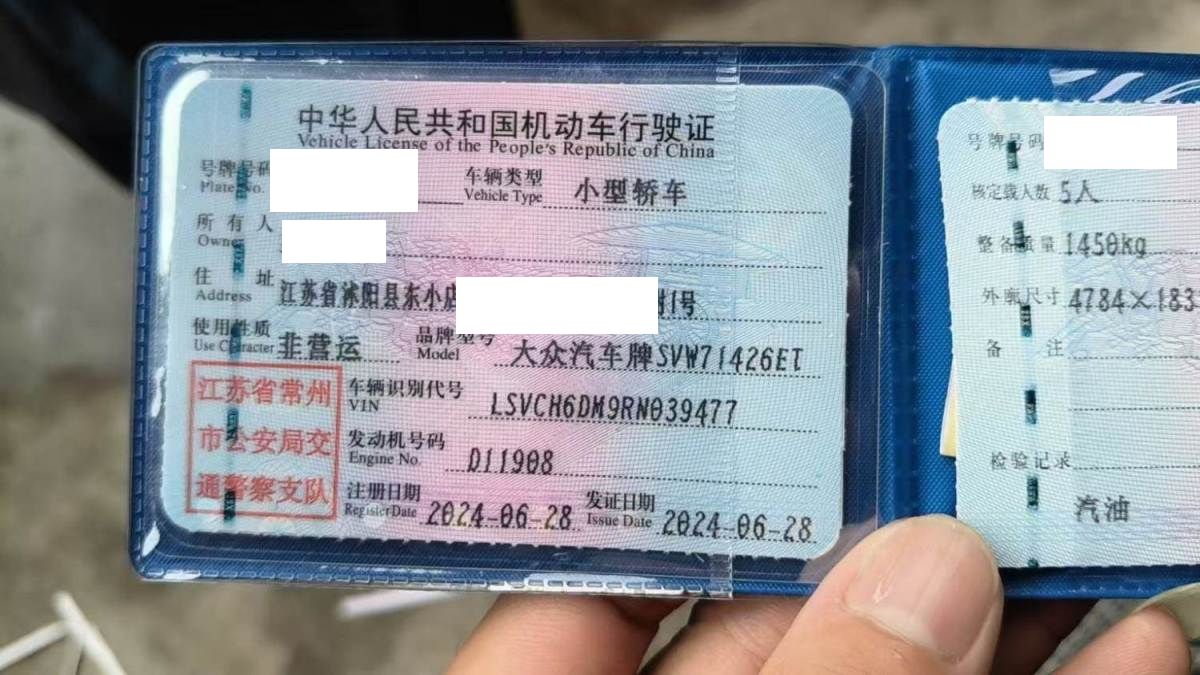 中华人民共和国机动车行驶证
Vehicle License of the People's Republic of China
号牌号码
Plate No.
车辆类型 小型轿车
Vehicle Type
所有人
Owner
住址 江苏省沭阳县东小店 1号
Address
使用性质 非营运
Use Character
品牌型号 大众汽车牌SVW71426EL
Model
江苏省常州
市公安局交
通警察支队
车辆识别代号 LSVCH6DM9RN039477
VIN
发动机号码 D11908
Engine No.
注册日期 2024-06-28
Register Date
发证日期 2024-06-28
Issue Date
号牌号码
核定载人数 5人
整备质量 1450kg
外廓尺寸 4784×183
备注
检验记录
汽油